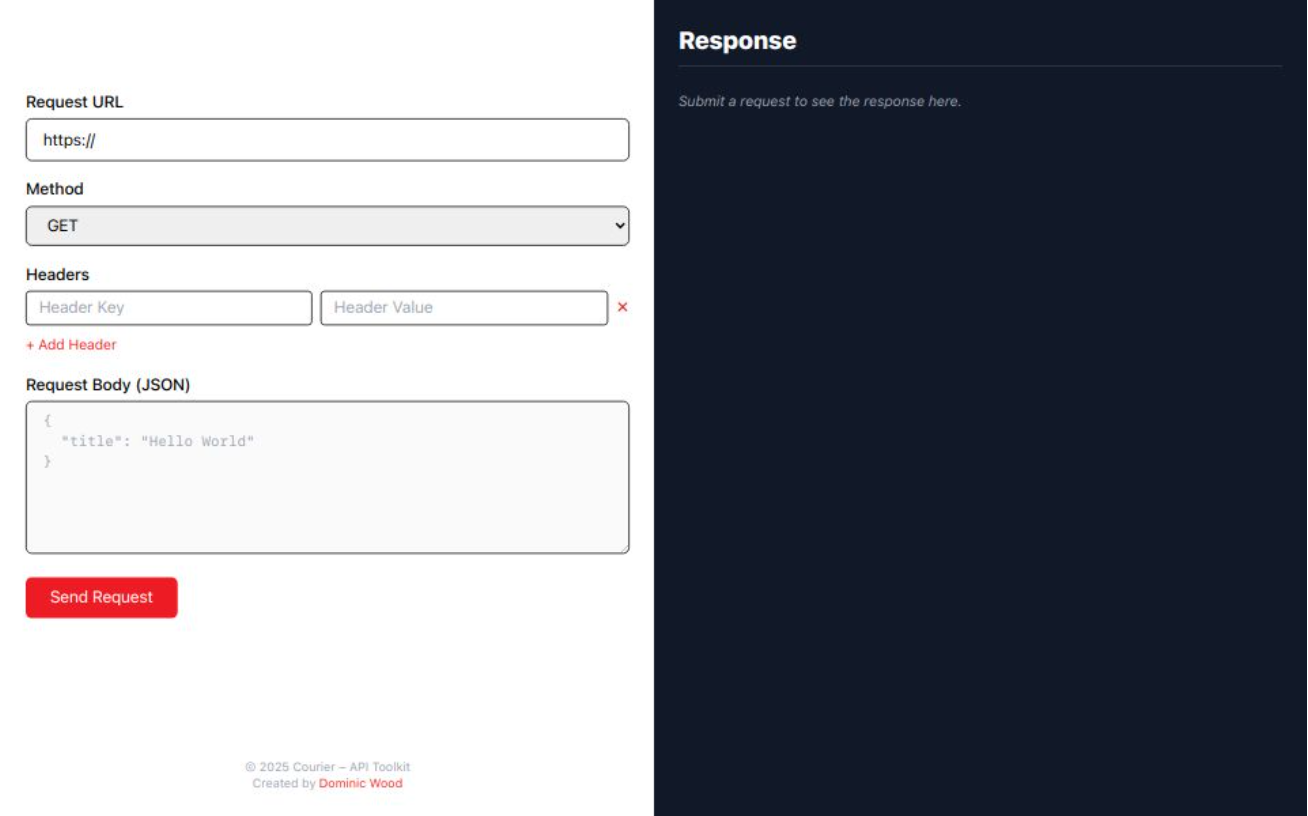 Request URL
https://
Method
GET
Headers
Header Key Header Value ×
+ Add Header
Request Body (JSON)
{
  "title": "Hello World"
}
Send Request
© 2025 Courier – API Toolkit
Created by Dominic Wood
Response
Submit a request to see the response here.